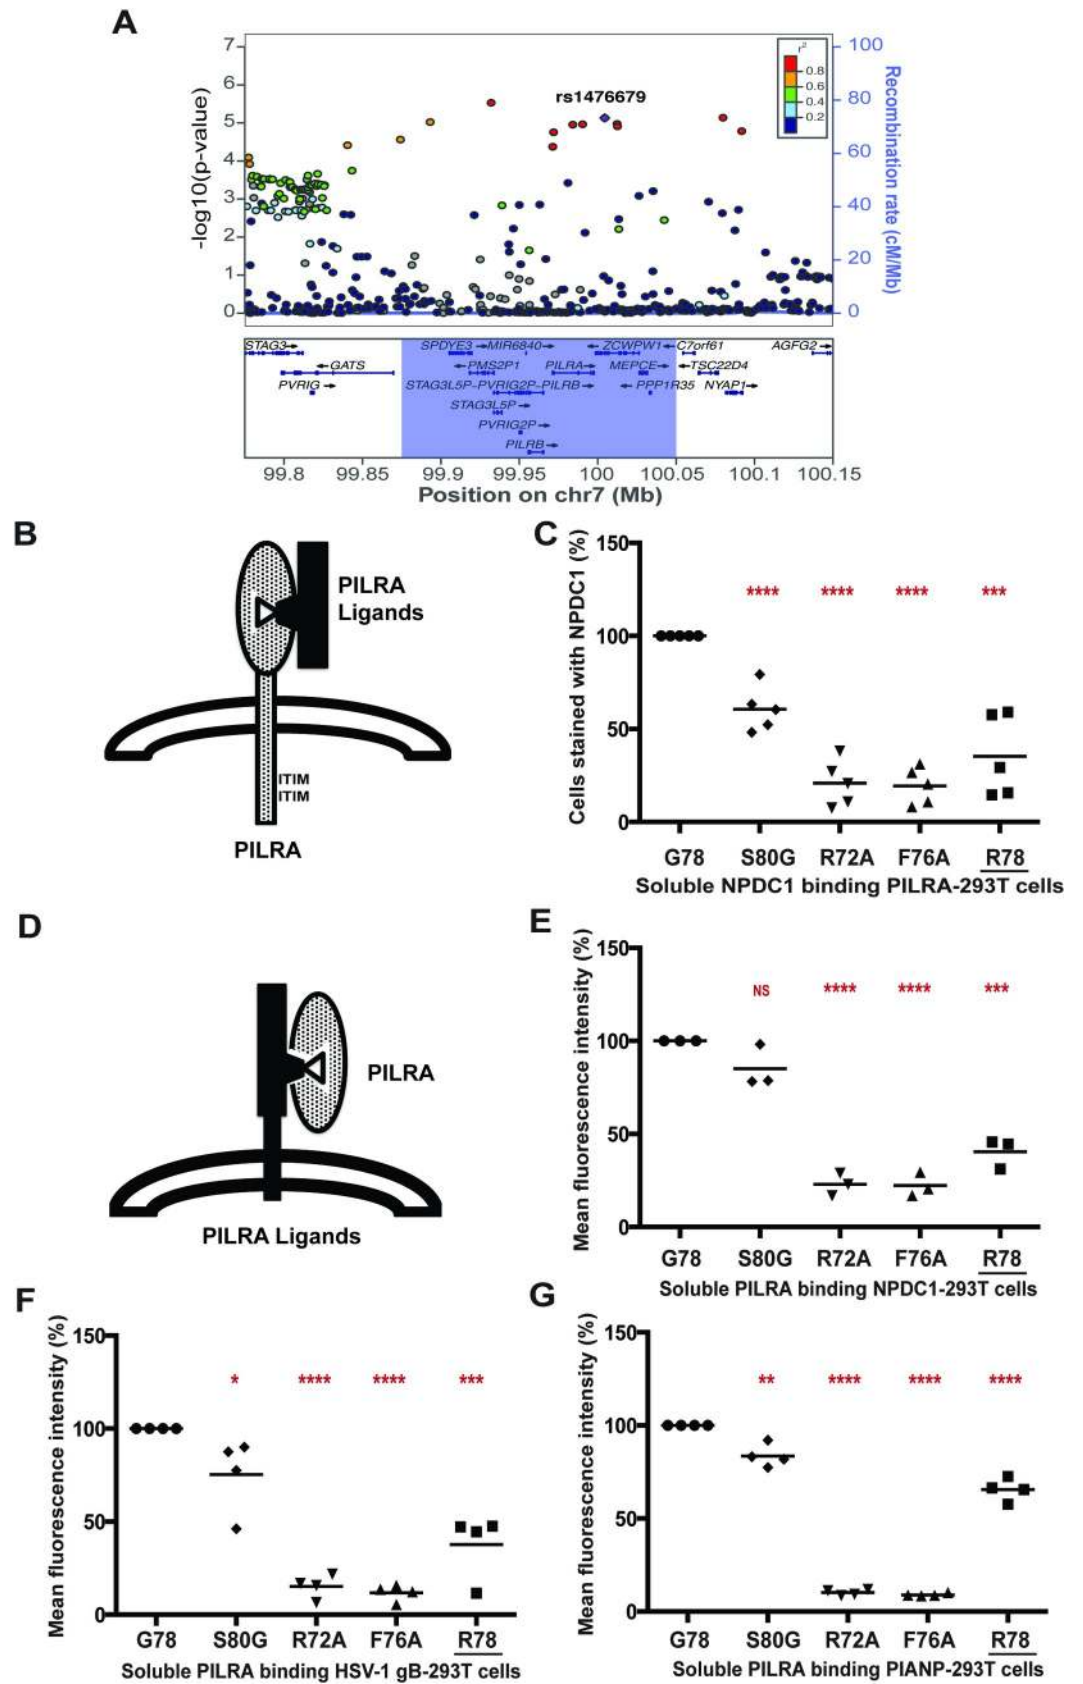 A
7
6
5
4
3
2
1
0
-log10(p-value)
rs1476679
r2
0.8
0.6
0.4
0.2
100
80
60
40
20
0
Recombination rate (cM/Mb)
STAG3
SPDYE3
MIR6840
ZCWPW1
C7orf61
AGFG2
GATS
PMS2P1
PILRA
MEPCE
TSC22D4
PVRIG
STAG3L5P-PVRIG2P-PILRB
PPP1R35
NYAP1
STAG3L5P
PVRIG2P
PILRB
99.8 99.85 99.9 99.95 100 100.05 100.1 100.15
Position on chr7 (Mb)
B
PILRA
Ligands
ITIM
ITIM
PILRA
C
Cells stained with NPDC1 (%)
150
100
50
0
**** **** **** ***
G78 S80G R72A F76A R78
Soluble NPDC1 binding PILRA-293T cells
D
PILRA
PILRA Ligands
E
Mean fluorescence intensity (%)
150
100
50
0
NS **** **** ***
G78 S80G R72A F76A R78
Soluble PILRA binding NPDC1-293T cells
F
Mean fluorescence intensity (%)
150
100
50
0
* **** **** ***
G78 S80G R72A F76A R78
Soluble PILRA binding HSV-1 gB-293T cells
G
Mean fluorescence intensity (%)
150
100
50
0
** **** **** ****
G78 S80G R72A F76A R78
Soluble PILRA binding PIANP-293T cells